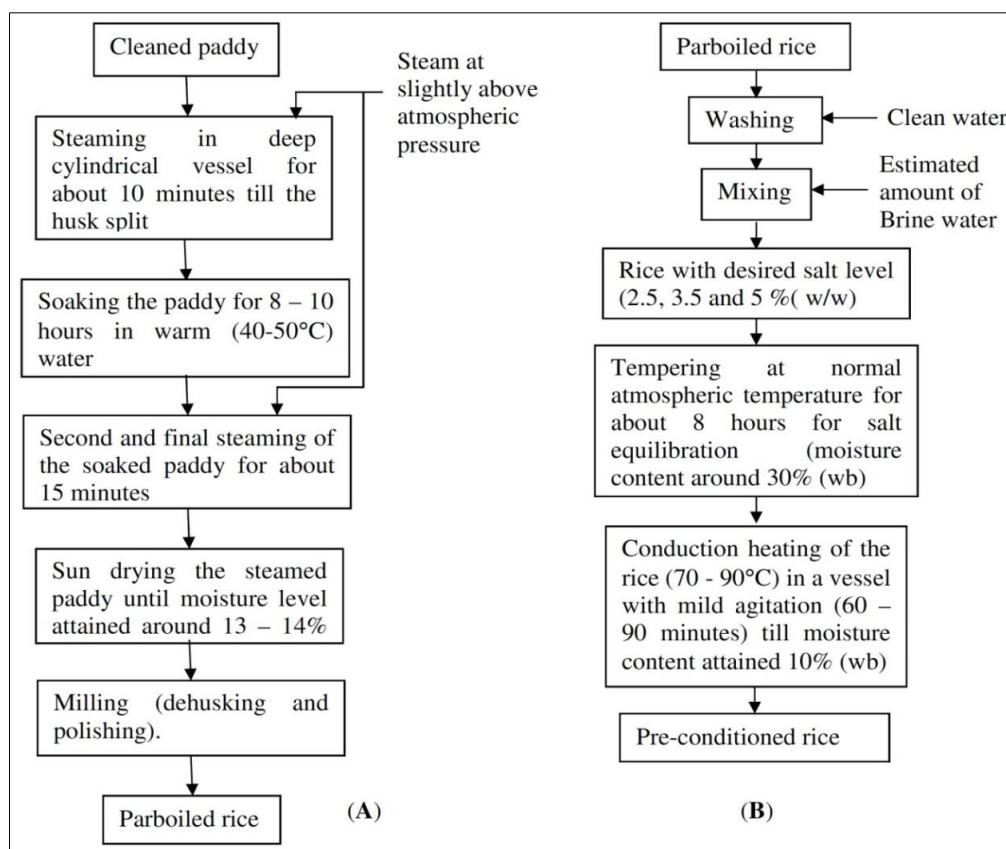 Cleaned paddy
Steam at
slightly above
atmospheric
pressure
Steaming in deep
cylindrical vessel for
about 10 minutes till the
husk split
Soaking the paddy for 8 – 10
hours in warm (40-50°C)
water
Second and final steaming of
the soaked paddy for about
15 minutes
Sun drying the steamed
paddy until moisture level
attained around 13 – 14%
Milling (dehusking and
polishing).
Parboiled rice
(A)
Parboiled rice
Washing
Clean water
Mixing
Estimated
amount of
Brine water
Rice with desired salt level
(2.5, 3.5 and 5 %( w/w)
Tempering at normal
atmospheric temperature for
about 8 hours for salt
equilibration (moisture
content around 30% (wb)
Conduction heating of the
rice (70 - 90°C) in a vessel
with mild agitation (60 –
90 minutes) till moisture
content attained 10% (wb)
Pre-conditioned rice
(B)